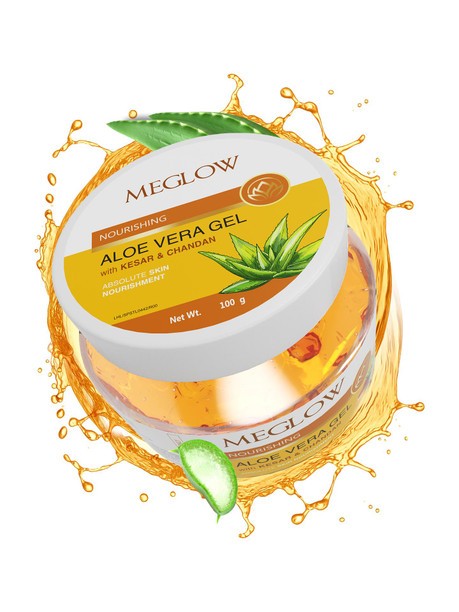 MEGLOW
NOURISHING
ALOE VERA GEL
with KESAR & CHANDAN
ABSOLUTE SKIN
NOURISHMENT
Net Wt. 100 g
MEGLOW
NOURISHING
ALOE VERA GEL
with KESAR & CHANDAN